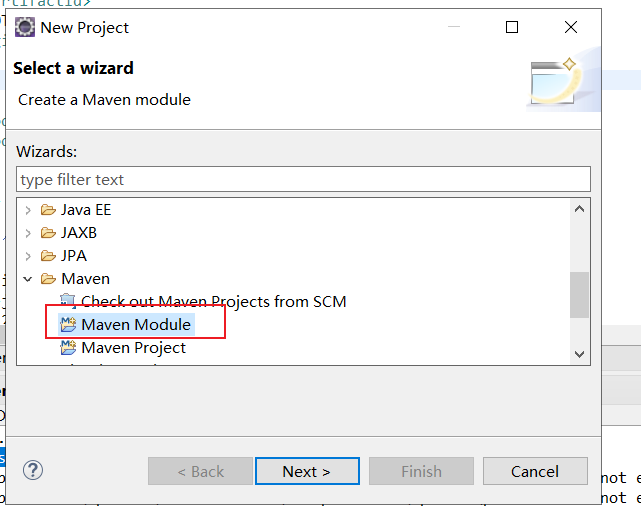 rtifactId>
New Project
Select a wizard
Create a Maven module
Wizards:
type filter text
Java EE
JAXB
JPA
Maven
Check out Maven Projects from SCM
Maven Module
Maven Project
?
< Back
Next >
Finish
Cancel
not e
not e